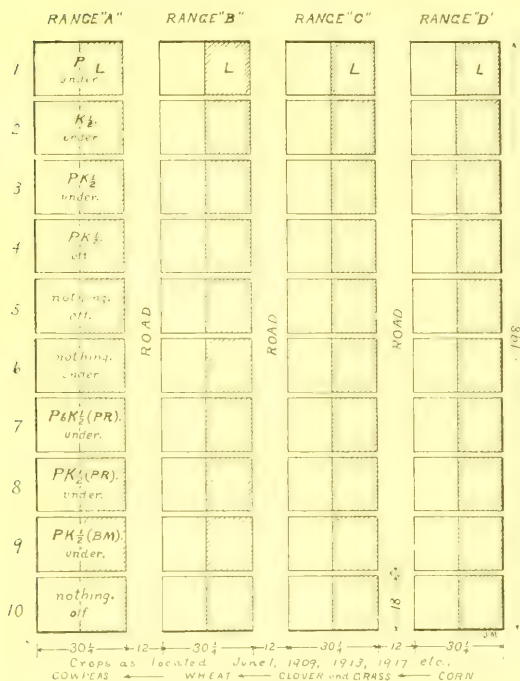 RANGE "A" RANGE "B" RANGE "C" RANGE "D'
1 P L L L L
under
2 K½.
under
3 PK½
under.
4 PK½.
off
5 nothing.
off.
ROAD ROAD ROAD
198
6 nothing.
under
7 P&K½(PR).
under.
8 PK½(PR).
under.
9 PK½(BM).
under.
10 nothing.
off
18
30¼ 12 30¼ 12 30¼ 12 30¼
Crops as located June 1, 1909, 1913, 1917 etc.,
COWPEAS WHEAT CLOVER and GRASS CORN